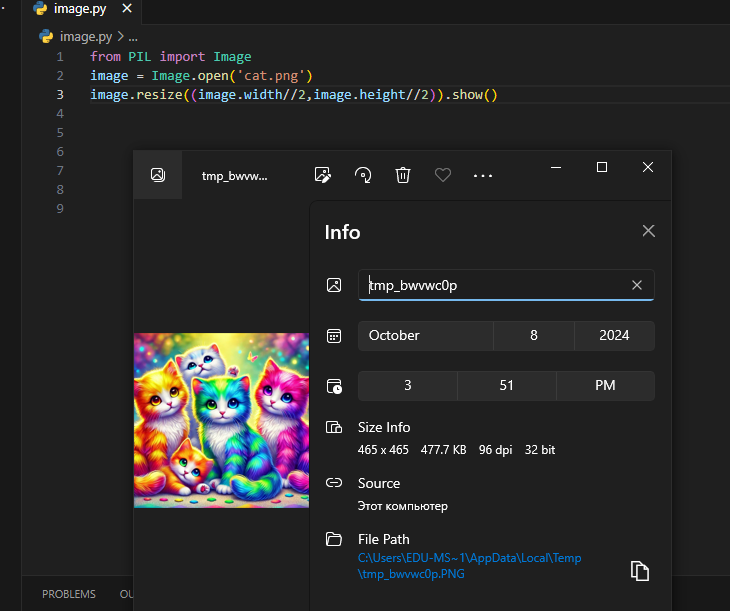 image.py
image.py > ...
1 from PIL import Image
2 image = Image.open('cat.png')
3 image.resize((image.width//2,image.height//2)).show()
4
5
6
7
8
9
tmp_bwvw...
Info
tmp_bwvwc0p
October 8 2024
3 51 PM
Size Info
465 x 465 477.7 KB 96 dpi 32 bit
Source
Этот компьютер
File Path
C:\Users\EDU-MS~1\AppData\Local\Temp
\tmp_bwvwc0p.PNG
PROBLEMS OU